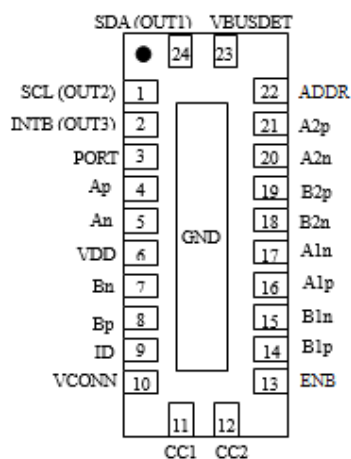 SDA (OUT1) VBUSDET
24 23
SCL (OUT2) 1 22 ADDR
INTB (OUT3) 2 21 A2p
PORT 3 20 A2n
Ap 4 19 B2p
An 5 18 B2n
GND
VDD 6 17 A1n
Bn 7 16 A1p
Bp 8 15 B1n
ID 9 14 B1p
VCONN 10 13 ENB
11 12
CC1 CC2